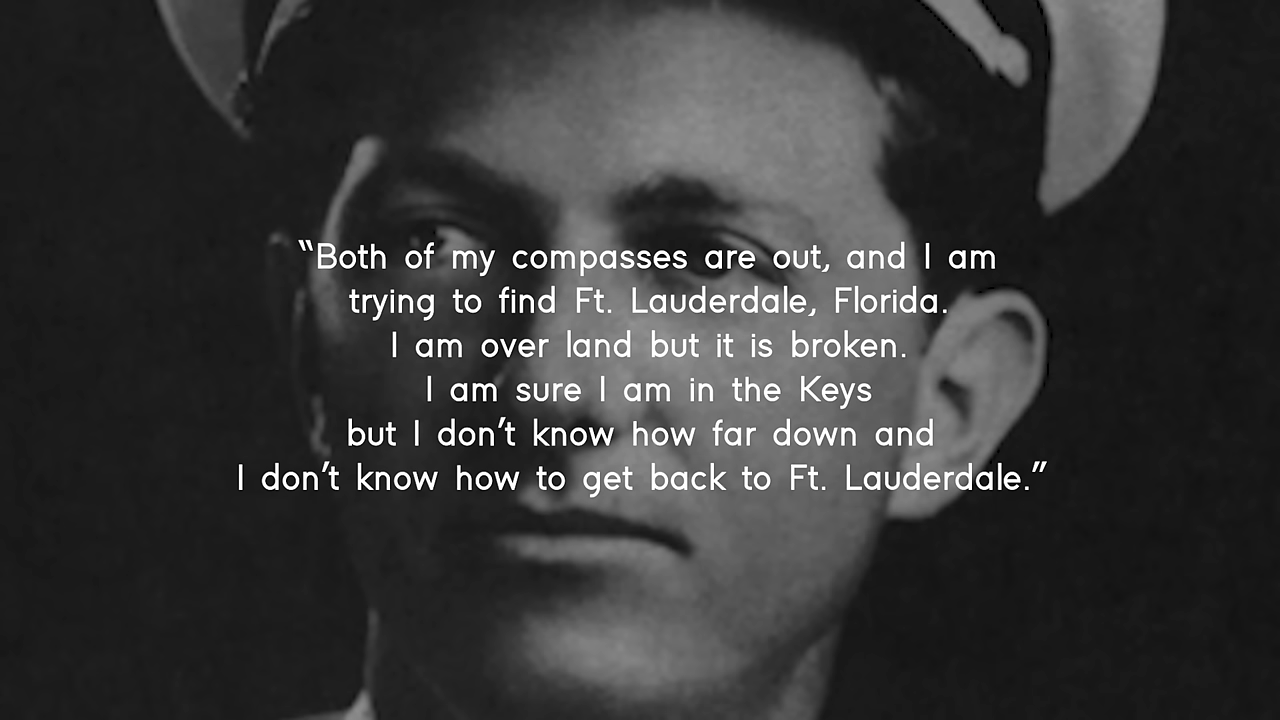 “Both of my compasses are out, and I am
trying to find Ft. Lauderdale, Florida.
I am over land but it is broken.
I am sure I am in the Keys
but I don’t know how far down and
I don’t know how to get back to Ft. Lauderdale.”